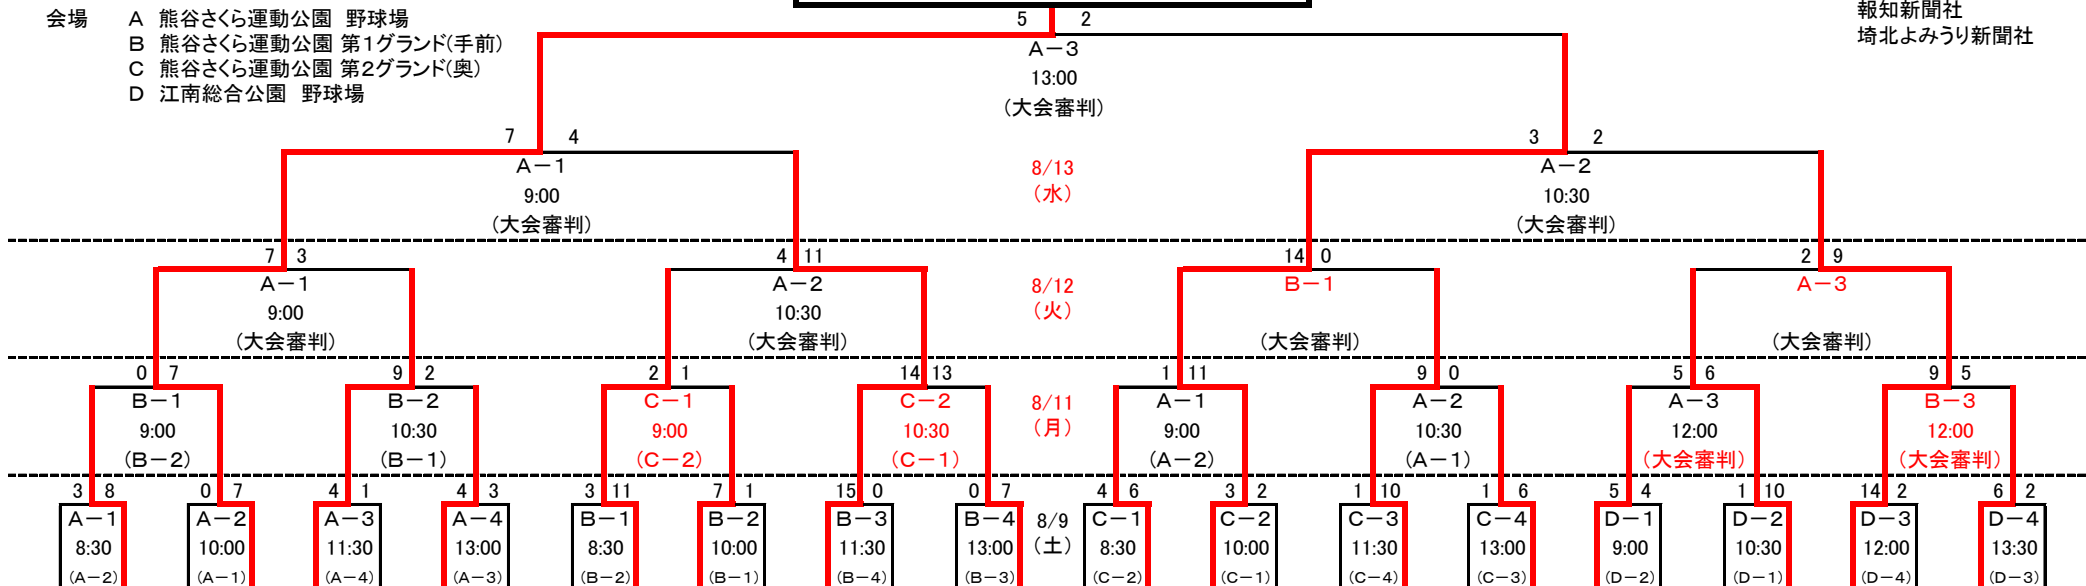 会場 A 熊谷さくら運動公園 野球場
B 熊谷さくら運動公園 第1グランド(手前)
C 熊谷さくら運動公園 第2グランド(奥)
D 江南総合公園 野球場
報知新聞社
埼北よみうり新聞社
5 2
A-3
13:00
(大会審判)
7 4 3 2
A-1 8/13 A-2
9:00 (水) 10:30
(大会審判) (大会審判)
7 3 4 11 14 0 2 9
A-1 A-2 8/12 B-1 A-3
9:00 10:30 (火)
(大会審判) (大会審判) (大会審判) (大会審判)
0 7 9 2 2 1 14 13 1 11 9 0 5 6 9 5
B-1 B-2 C-1 C-2 8/11 A-1 A-2 A-3 B-3
9:00 10:30 9:00 10:30 (月) 9:00 10:30 12:00 12:00
(B-2) (B-1) (C-2) (C-1) (A-2) (A-1) (大会審判) (大会審判)
3 8 0 7 4 1 4 3 3 11 7 1 15 0 0 7 4 6 3 2 1 10 1 6 5 4 1 10 14 2 6 2
A-1 A-2 A-3 A-4 B-1 B-2 B-3 B-4 8/9 C-1 C-2 C-3 C-4 D-1 D-2 D-3 D-4
8:30 10:00 11:30 13:00 8:30 10:00 11:30 13:00 (土) 8:30 10:00 11:30 13:00 9:00 10:30 12:00 13:30
(A-2) (A-1) (A-4) (A-3) (B-2) (B-1) (B-4) (B-3) (C-2) (C-1) (C-4) (C-3) (D-2) (D-1) (D-4) (D-3)